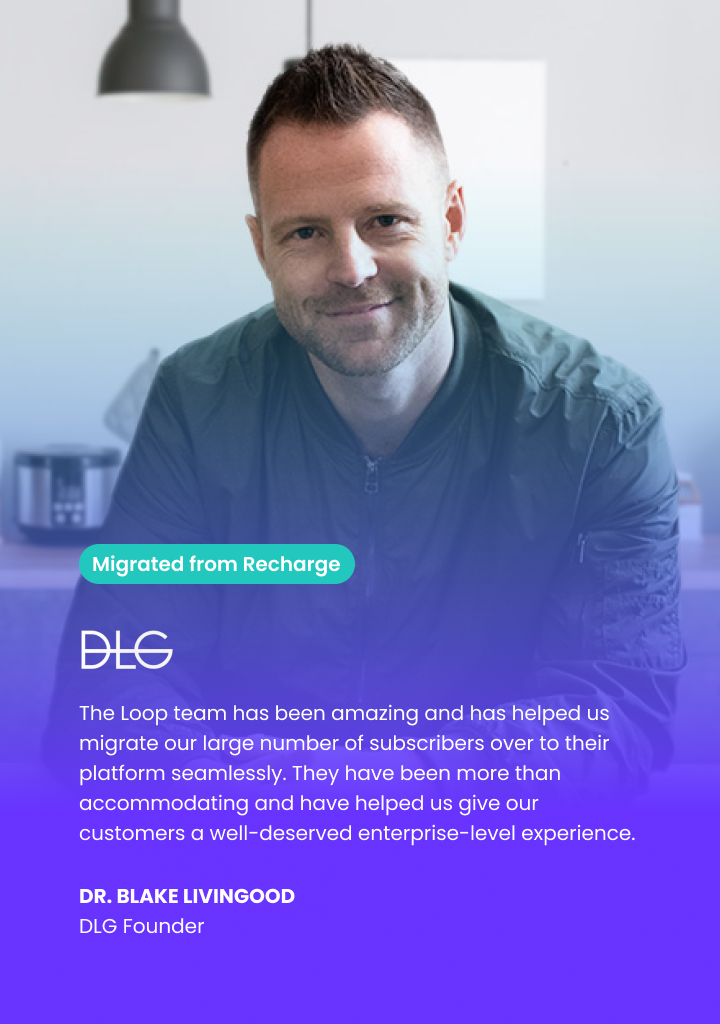 Migrated from Recharge
DLG
The Loop team has been amazing and has helped us
migrate our large number of subscribers over to their
platform seamlessly. They have been more than
accommodating and have helped us give our
customers a well-deserved enterprise-level experience.
DR. BLAKE LIVINGOOD
DLG Founder